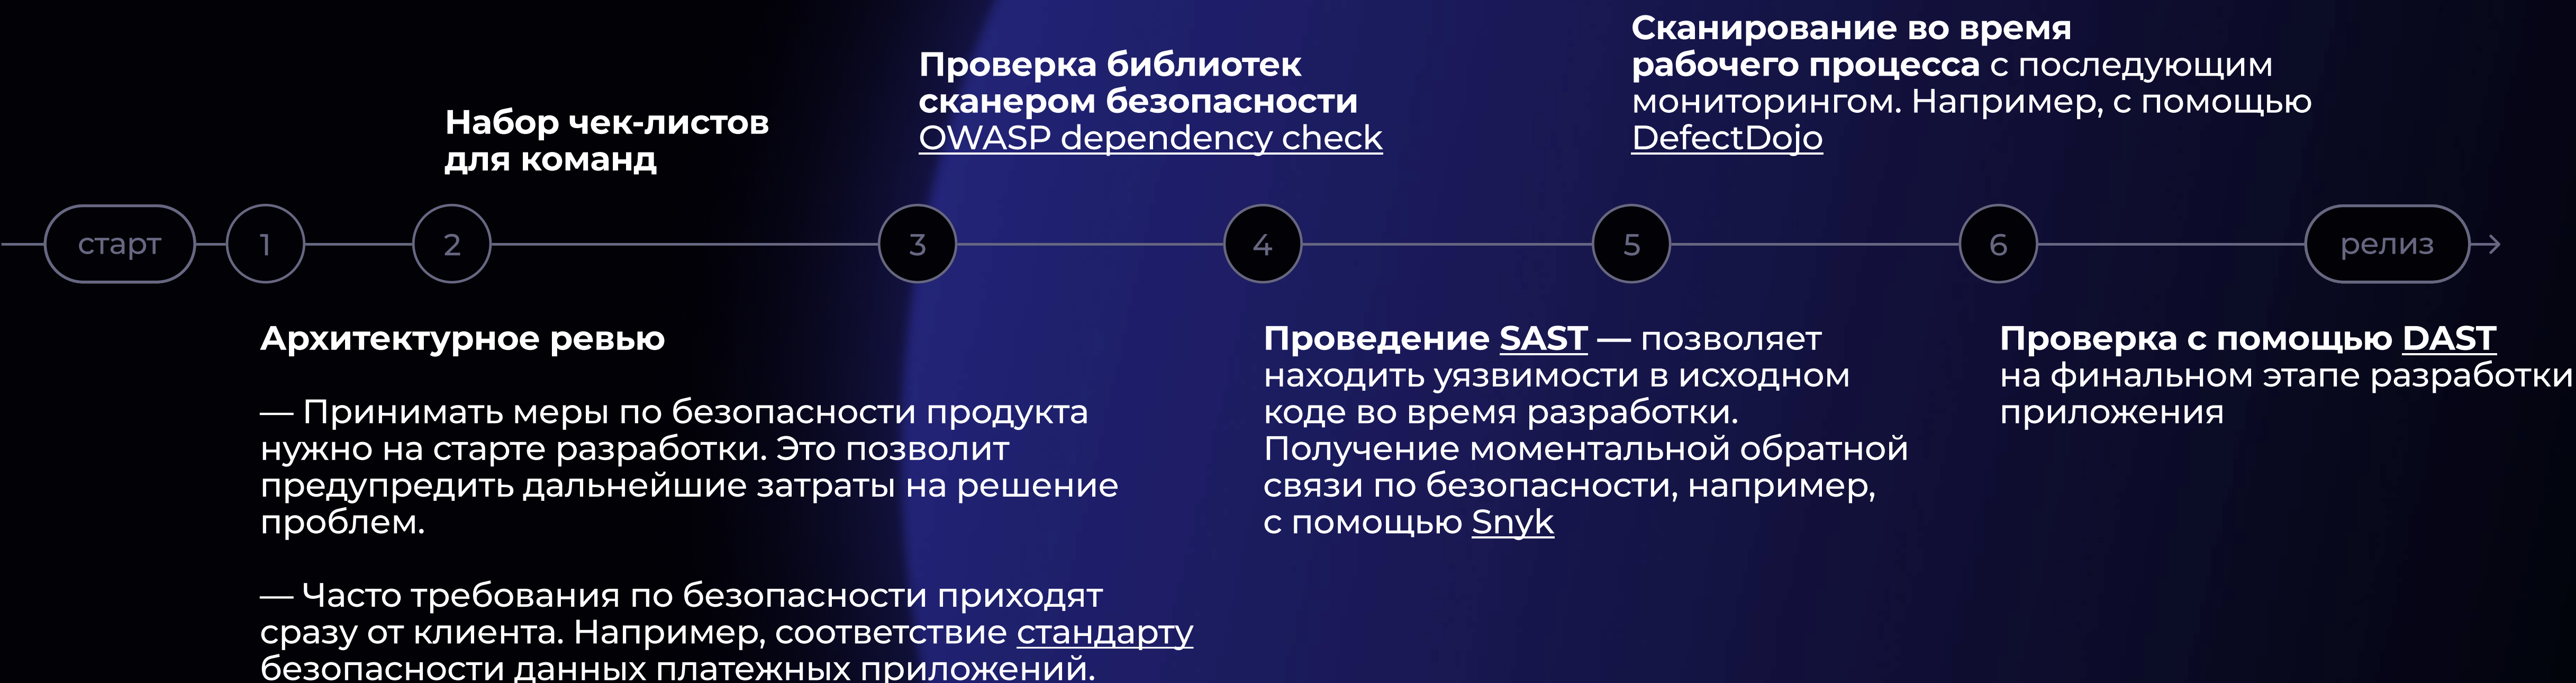 Сканирование во время
рабочего процесса с последующим
мониторингом. Например, с помощью
DefectDojo
Проверка библиотек
сканером безопасности
OWASP dependency check
Набор чек-листов
для команд
старт
1
2
3
4
5
6
релиз
Архитектурное ревью
— Принимать меры по безопасности продукта
нужно на старте разработки. Это позволит
предупредить дальнейшие затраты на решение
проблем.
— Часто требования по безопасности приходят
сразу от клиента. Например, соответствие стандарту
безопасности данных платежных приложений.
Проведение SAST — позволяет
находить уязвимости в исходном
коде во время разработки.
Получение моментальной обратной
связи по безопасности, например,
с помощью Snyk
Проверка с помощью DAST
на финальном этапе разработки
приложения